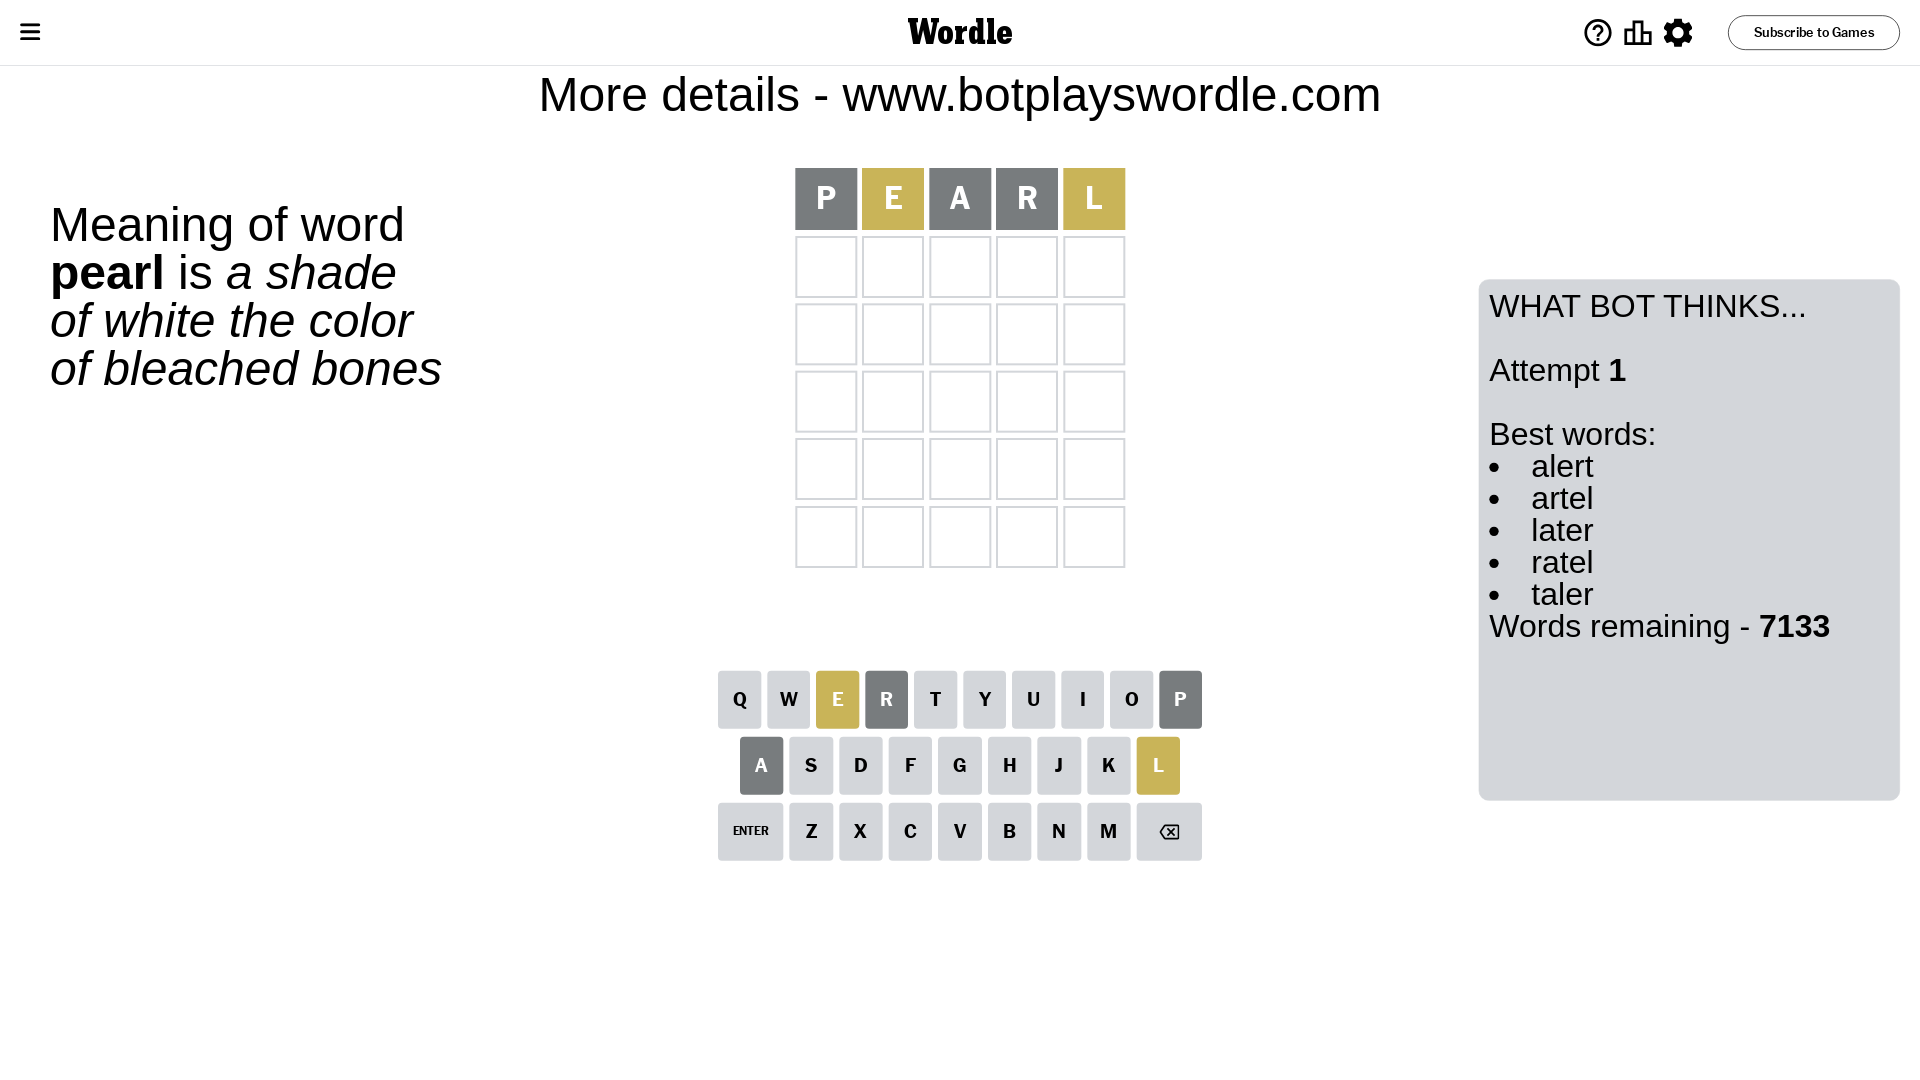 Wordle
Subscribe to Games
More details - www.botplayswordle.com
Meaning of word
pearl is a shade
of white the color
of bleached bones
P E A R L
WHAT BOT THINKS...
Attempt 1
Best words:
• alert
• artel
• later
• ratel
• taler
Words remaining - 7133
Q W E R T Y U I O P
A S D F G H J K L
ENTER Z X C V B N M